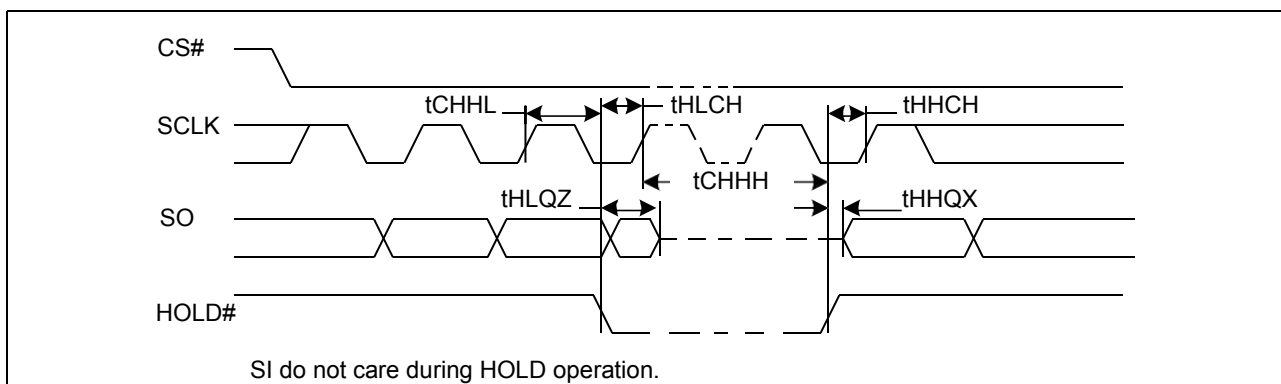 CS#
tCHHL
tHLCH
tHHCH
SCLK
tCHHH
tHLQZ
tHHQX
SO
HOLD#
SI do not care during HOLD operation.